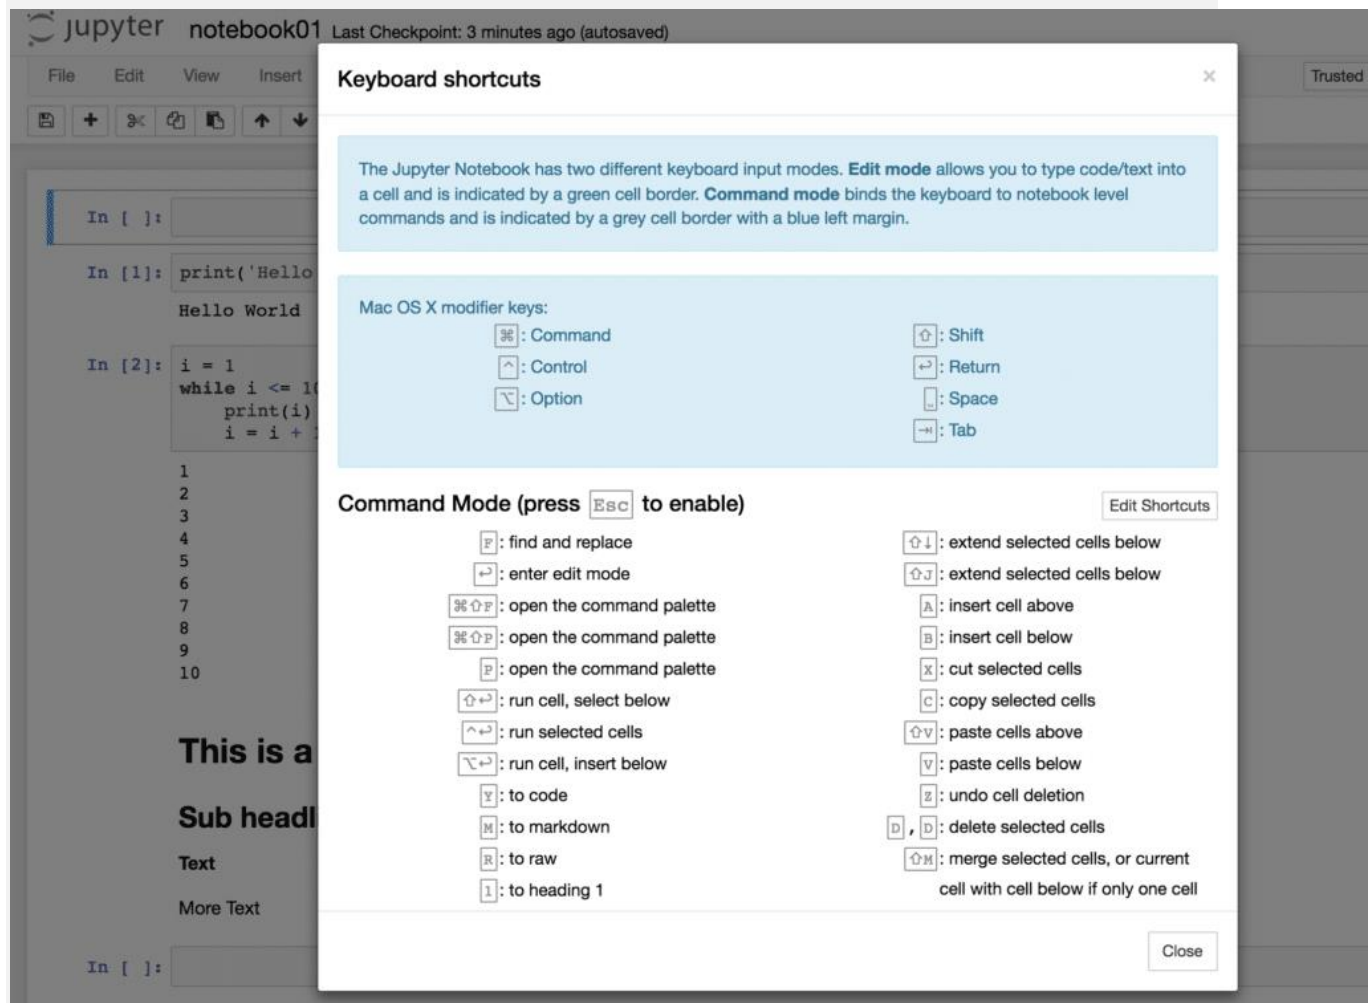 jupyter notebook01 Last Checkpoint: 3 minutes ago (autosaved)
File Edit View Insert
Trusted
Keyboard shortcuts ×
The Jupyter Notebook has two different keyboard input modes. Edit mode allows you to type code/text into
a cell and is indicated by a green cell border. Command mode binds the keyboard to notebook level
commands and is indicated by a grey cell border with a blue left margin.
Mac OS X modifier keys:
⌘: Command
^: Control
⌥: Option
⇧: Shift
↩: Return
␣: Space
⇥: Tab
Command Mode (press Esc to enable)
Edit Shortcuts
F: find and replace
↩: enter edit mode
⌘⇧F: open the command palette
⌘⇧P: open the command palette
P: open the command palette
⇧↩: run cell, select below
^↩: run selected cells
⌥↩: run cell, insert below
Y: to code
M: to markdown
R: to raw
1: to heading 1
⇧↓: extend selected cells below
⇧J: extend selected cells below
A: insert cell above
B: insert cell below
X: cut selected cells
C: copy selected cells
⇧V: paste cells above
V: paste cells below
Z: undo cell deletion
D, D: delete selected cells
⇧M: merge selected cells, or current
cell with cell below if only one cell
Close
In [ ]:
In [1]: print('Hello
Hello World
In [2]: i = 1
while i <= 10
print(i)
i = i +
1
2
3
4
5
6
7
8
9
10
This is a
Sub headl
Text
More Text
In [ ]: